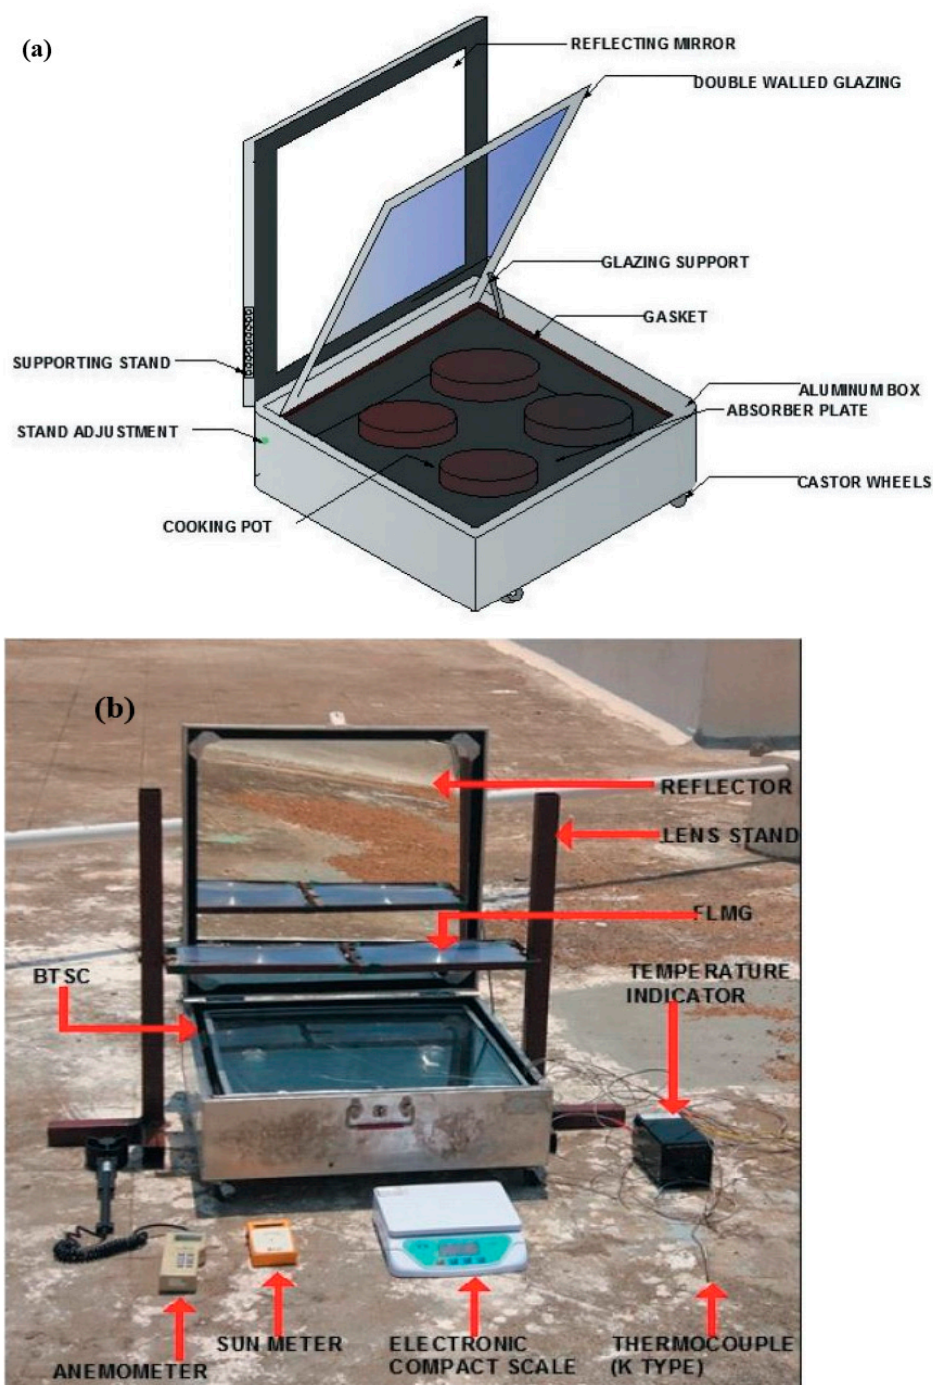 (a)
REFLECTING MIRROR
DOUBLE WALLED GLAZING
GLAZING SUPPORT
GASKET
SUPPORTING STAND
ALUMINUM BOX
ABSORBER PLATE
STAND ADJUSTMENT
CASTOR WHEELS
COOKING POT
(b)
REFLECTOR
LENS STAND
FLMG
BTSC
TEMPERATURE
INDICATOR
SUN METER
ANEMOMETER
ELECTRONIC
COMPACT SCALE
THERMOCOUPLE
(K TYPE)